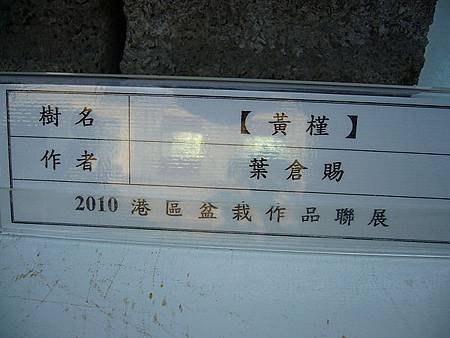 樹名 【黃槿】
作者 葉倉賜
2010 港區盆栽作品聯展